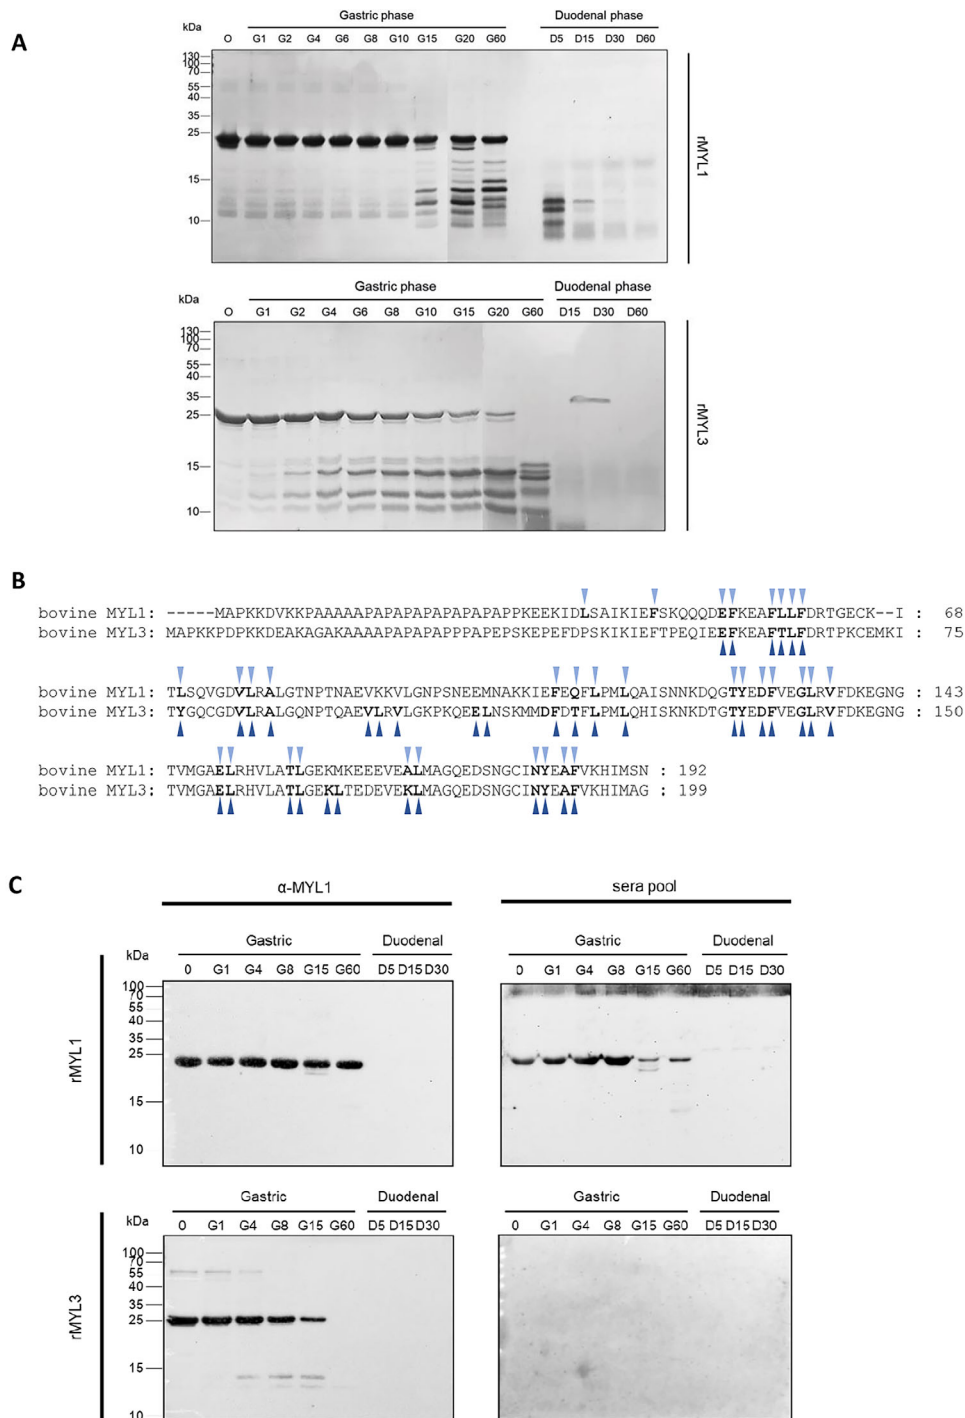 A
Gastric phase Duodenal phase
kDa
O G1 G2 G4 G6 G8 G10 G15 G20 G60 D5 D15 D30 D60
130
100
70
55
40
35
25
15
10
rMYL1
Gastric phase Duodenal phase
kDa
O G1 G2 G4 G6 G8 G10 G15 G20 G60 D15 D30 D60
130
100
70
55
40
35
25
15
10
rMYL3
B
bovine MYL1: -----MAPKKDVKKPAAAAAPAPAPAPAPAPAPAPPKEEKIDLSAIKIEFSKQQQDEFKEAFLLFDRTGECK--I : 68
bovine MYL3: MAPKKPDPKKDEAKAGAKAAAAPAPAPAPPPAPEPSKEPEFDPSKIKIEFTPEQIEEFKEAFTLFDRTPKCEMKI : 75
bovine MYL1: TLSQVGDVLRALGTNPTNAEVKKVLGNPSNEEMNAKKIEFEQFLPMLQAISNNKDQGTYEDFVEGLRVFDKEGNG : 143
bovine MYL3: TYGQCGDVLRALGQNPTQAEVLRVLGKPKQEELNSKMMDFDTFLPMLQHISKNKDTGTYEDFVEGLRVFDKEGNG : 150
bovine MYL1: TVMGAELRHVLATLGEKMKEEEVEALMAGQEDSNGCINYEAFVKHIMSN : 192
bovine MYL3: TVMGAELRHVLATLGEKLTEDEVEKLMAGQEDSNGCINYEAFVKHIMAG : 199
C
α-MYL1 sera pool
Gastric Duodenal Gastric Duodenal
kDa
0 G1 G4 G8 G15 G60 D5 D15 D30 0 G1 G4 G8 G15 G60 D5 D15 D30
100
70
55
40
35
25
15
10
rMYL1
Gastric Duodenal Gastric Duodenal
kDa
0 G1 G4 G8 G15 G60 D5 D15 D30 0 G1 G4 G8 G15 G60 D5 D15 D30
100
70
55
40
35
25
15
10
rMYL3